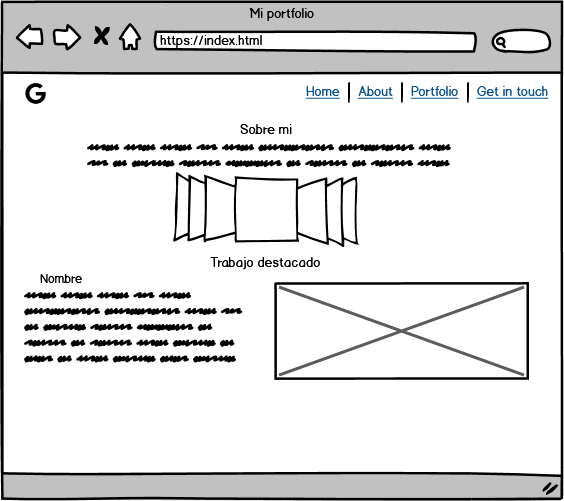 Mi portfolio
https://index.html
G
Home About Portfolio Get in touch
Sobre mi
Trabajo destacado
Nombre